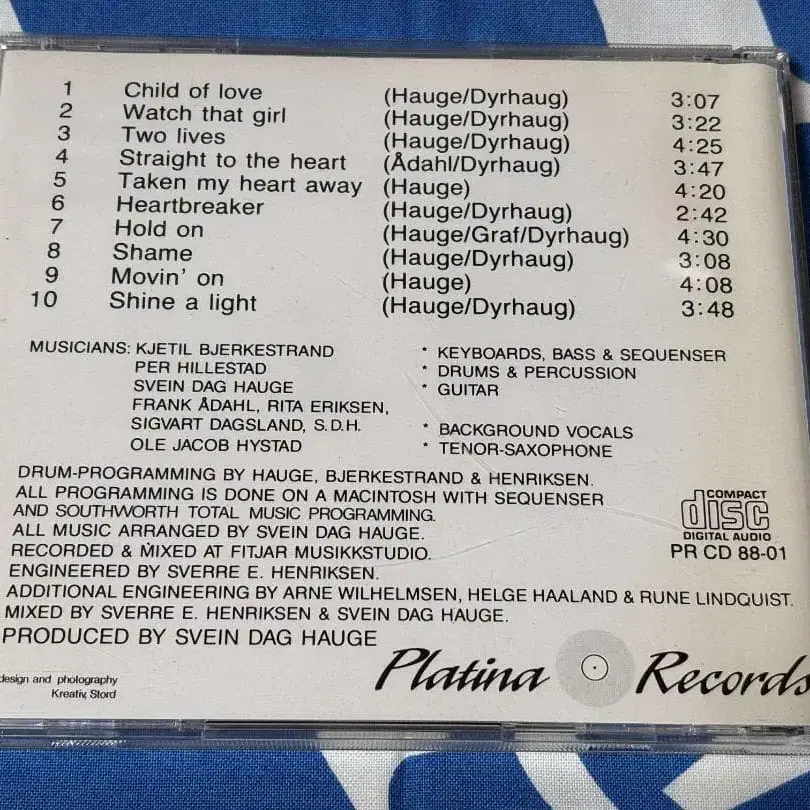 1 Child of love (Hauge/Dyrhaug) 3:07
2 Watch that girl (Hauge/Dyrhaug) 3:22
3 Two lives (Hauge/Dyrhaug) 4:25
4 Straight to the heart (Ådahl/Dyrhaug) 3:47
5 Taken my heart away (Hauge) 4:20
6 Heartbreaker (Hauge/Dyrhaug) 2:42
7 Hold on (Hauge/Graf/Dyrhaug) 4:30
8 Shame (Hauge/Dyrhaug) 3:08
9 Movin' on (Hauge) 4:08
10 Shine a light (Hauge/Dyrhaug) 3:48
MUSICIANS: KJETIL BJERKESTRAND * KEYBOARDS, BASS & SEQUENSER
PER HILLESTAD * DRUMS & PERCUSSION
SVEIN DAG HAUGE * GUITAR
FRANK ÅDAHL, RITA ERIKSEN,
SIGVART DAGSLAND, S.D.H. * BACKGROUND VOCALS
OLE JACOB HYSTAD * TENOR-SAXOPHONE
DRUM-PROGRAMMING BY HAUGE, BJERKESTRAND & HENRIKSEN.
ALL PROGRAMMING IS DONE ON A MACINTOSH WITH SEQUENSER
AND SOUTHWORTH TOTAL MUSIC PROGRAMMING.
ALL MUSIC ARRANGED BY SVEIN DAG HAUGE.
RECORDED & MIXED AT FITJAR MUSIKKSTUDIO.
ENGINEERED BY SVERRE E. HENRIKSEN.
ADDITIONAL ENGINEERING BY ARNE WILHELMSEN, HELGE HAALAND & RUNE LINDQUIST.
MIXED BY SVERRE E. HENRIKSEN & SVEIN DAG HAUGE.
PRODUCED BY SVEIN DAG HAUGE
COMPACT
disc
DIGITAL AUDIO
PR CD 88-01
design and photography
Kreativ, Stord
Platina Records